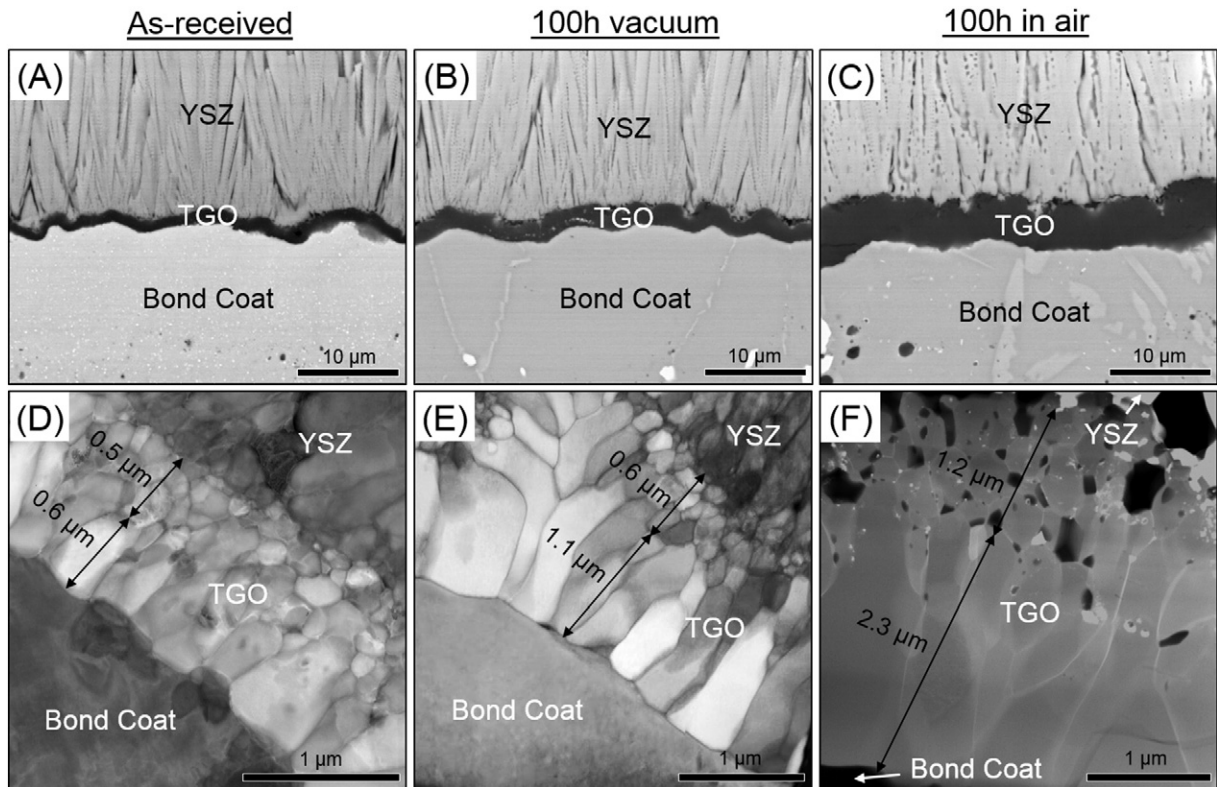 As-received
100h vacuum
100h in air
(A)
YSZ
TGO
Bond Coat
10 µm
(B)
YSZ
TGO
Bond Coat
10 µm
(C)
YSZ
TGO
Bond Coat
10 µm
(D)
YSZ
0.5 µm
0.6 µm
TGO
Bond Coat
1 µm
(E)
YSZ
0.6 µm
1.1 µm
TGO
Bond Coat
1 µm
(F)
YSZ
1.2 µm
TGO
2.3 µm
Bond Coat
1 µm